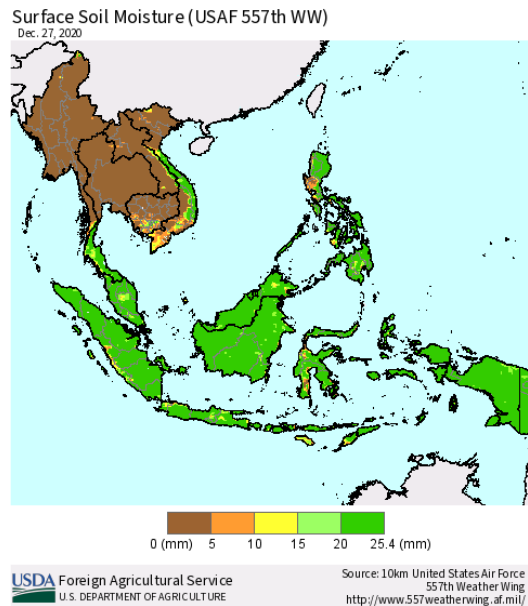 Surface Soil Moisture (USAF 557th WW)
Dec. 27, 2020
0 (mm) 5 10 15 20 25.4 (mm)
USDA Foreign Agricultural Service
U.S. DEPARTMENT OF AGRICULTURE
Source: 10km United States Air Force
557th Weather Wing
http://www.557weatherwing.af.mil/